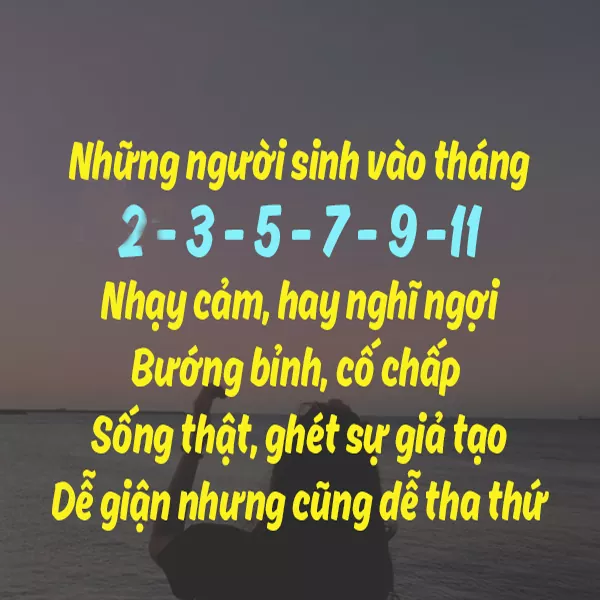 Những người sinh vào tháng
2 - 3 - 5 - 7 - 9 -11
Nhạy cảm, hay nghĩ ngợi
Bướng bỉnh, cố chấp
Sống thật, ghét sự giả tạo
Dễ giận nhưng cũng dễ tha thứ